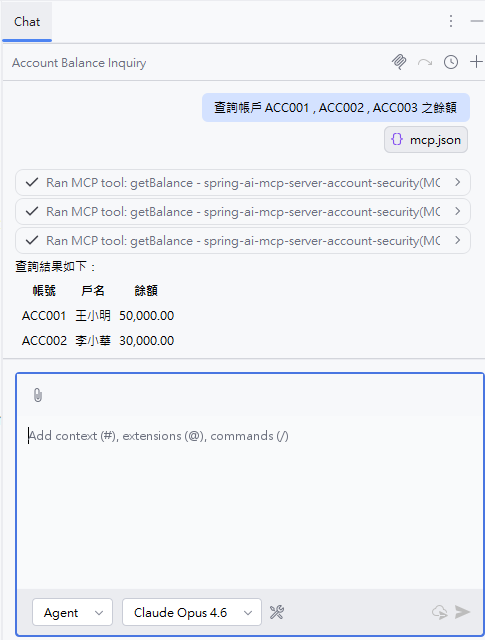 Chat
Account Balance Inquiry
查詢帳戶 ACC001 , ACC002 , ACC003 之餘額
{} mcp.json
Ran MCP tool: getBalance - spring-ai-mcp-server-account-security(MC
Ran MCP tool: getBalance - spring-ai-mcp-server-account-security(MC
Ran MCP tool: getBalance - spring-ai-mcp-server-account-security(MC
查詢結果如下：
帳號 戶名 餘額
ACC001 王小明 50,000.00
ACC002 李小華 30,000.00
Add context (#), extensions (@), commands (/)
Agent Claude Opus 4.6